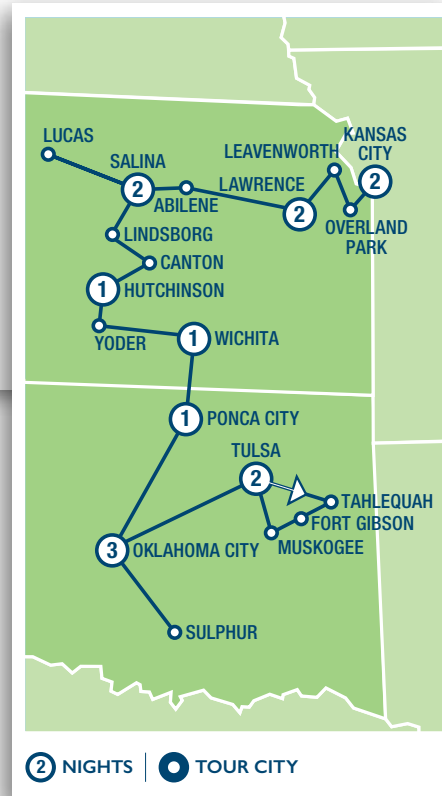 LUCAS
SALINA
2
ABILENE
LEAVENWORTH
LAWRENCE
2
KANSAS
CITY
2
OVERLAND
PARK
LINDSBORG
CANTON
1
HUTCHINSON
YODER
1
WICHITA
1
PONCA CITY
TULSA
2
TAHLEQUAH
FORT GIBSON
MUSKOGEE
3
OKLAHOMA CITY
SULPHUR
2 NIGHTS | TOUR CITY